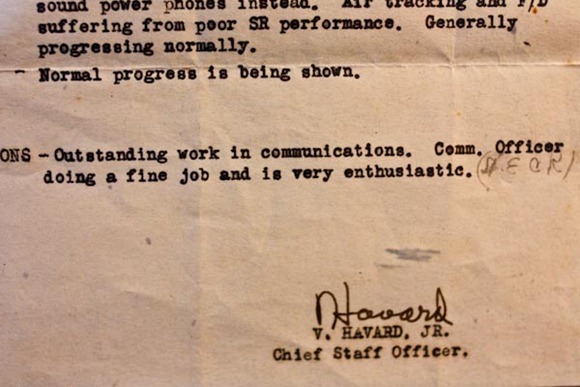 sound power phones instead. Air tracking and F/D
suffering from poor SR performance. Generally
progressing normally.
- Normal progress is being shown.
ONS - Outstanding work in communications. Comm. Officer
doing a fine job and is very enthusiastic.
Havard
V. HAVARD, JR.
Chief Staff Officer.